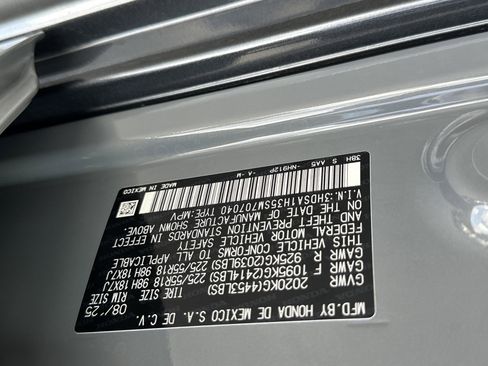 MFD.BY HONDA DE MEXICO S.A. DE C.V. 08/25
GVWR 2020KG(4453LBS) TIRE SIZE RIM SIZE
GAWR F 1095KG(2414LBS) 225/55R18 98H 18X7J
GAWR R 925KG(2039LBS) 225/55R18 98H 18X7J
THIS VEHICLE CONFORMS TO ALL APPLICABLE
FEDERAL MOTOR VEHICLE SAFETY
AND THEFT PREVENTION STANDARDS IN EFFECT
ON THE DATE OF MANUFACTURE SHOWN ABOVE.
V.I.N.:3H0SA1H355M707040 TYPE:MPV
3BH S AA5 -NH912P -A -M MADE IN MEXICO